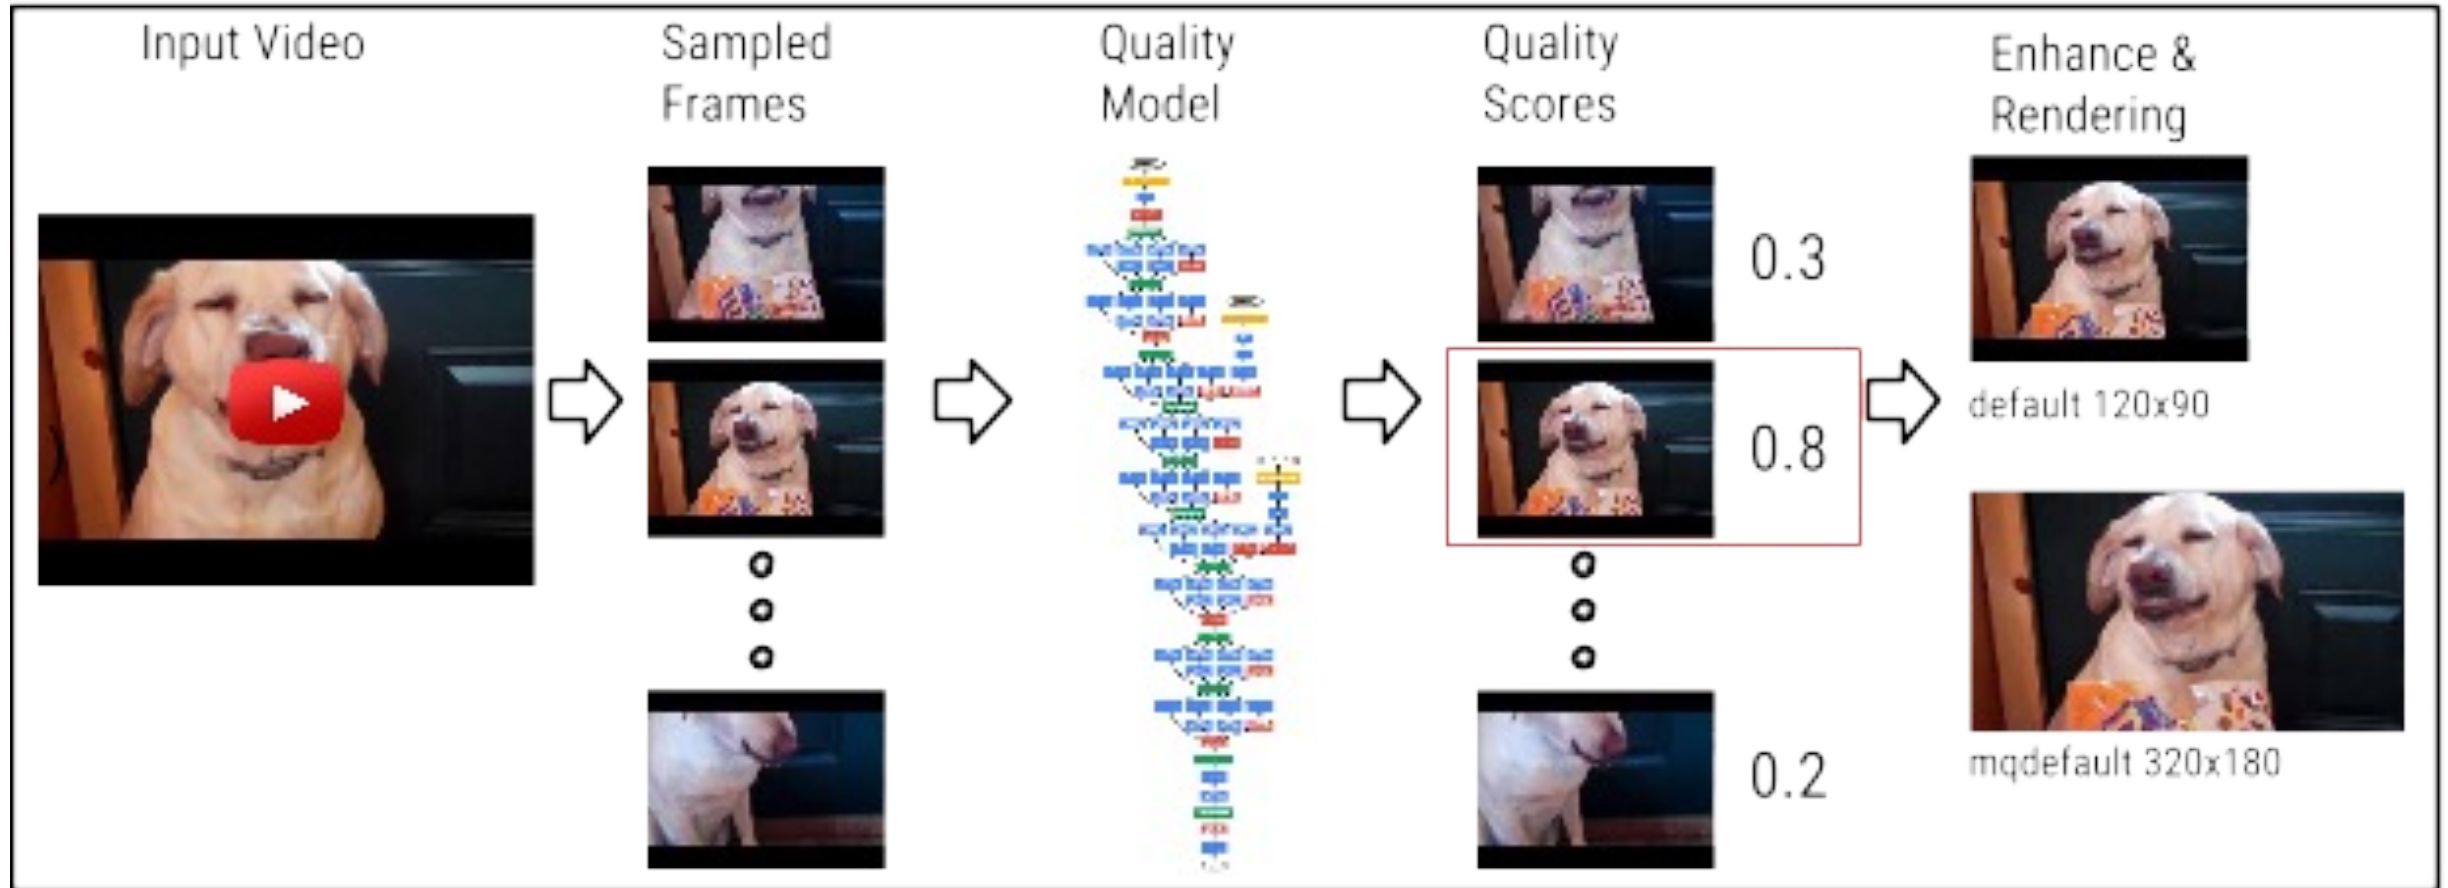 Input Video
Sampled
Frames
Quality
Model
Quality
Scores
Enhance &
Rendering
0.3
0.8
0.2
default 120x90
mqdefault 320x180